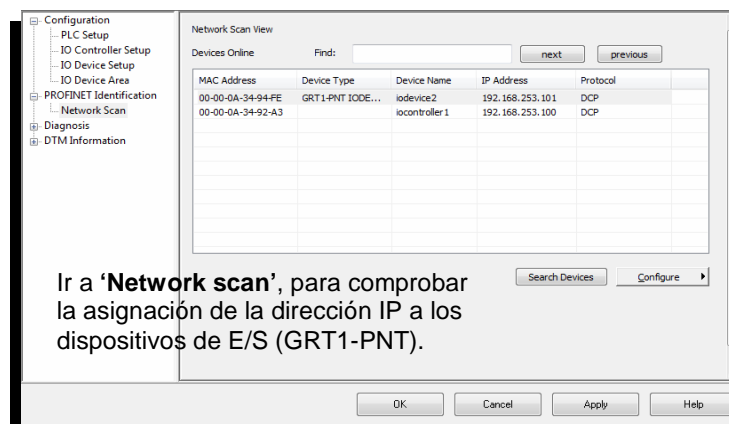 Configuration
PLC Setup
IO Controller Setup
IO Device Setup
IO Device Area
PROFINET Identification
Network Scan
Diagnosis
DTM Information
Network Scan View
Devices Online Find: next previous
MAC Address Device Type Device Name IP Address Protocol
00-00-0A-34-94-FE GRT1-PNT IODE... iodevice2 192.168.253.101 DCP
00-00-0A-34-92-A3 iocontroller1 192.168.253.100 DCP
Search Devices Configure
Ir a ‘Network scan’, para comprobar
la asignación de la dirección IP a los
dispositivos de E/S (GRT1-PNT).
OK Cancel Apply Help